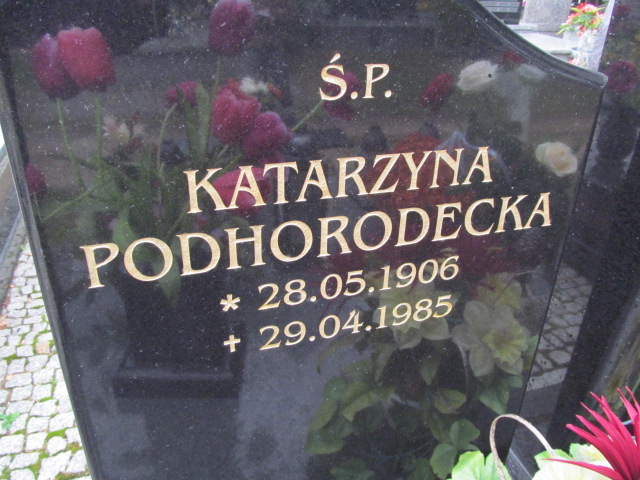 Ś.P.
KATARZYNA
PODHORODECKA
* 28.05.1906
+ 29.04.1985